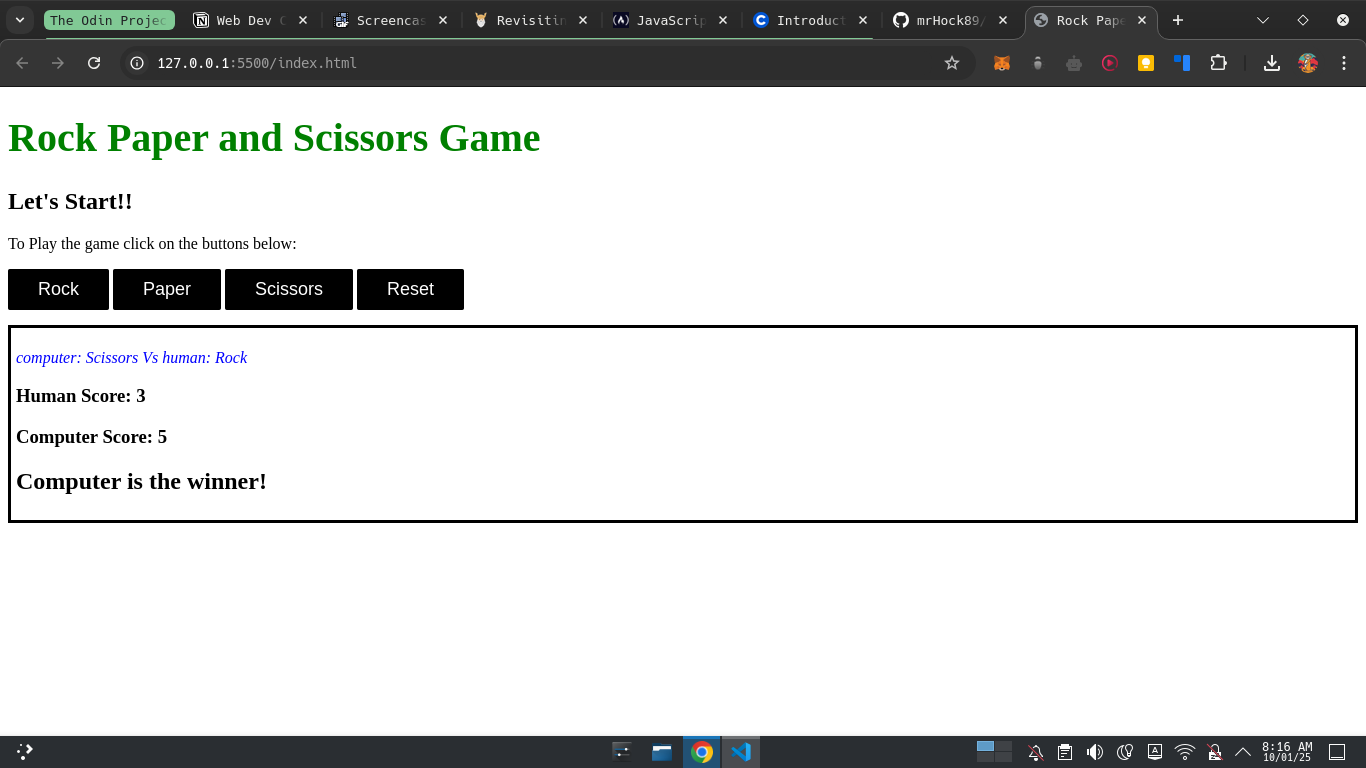 The Odin Projec
Web Dev C
Screencas
Revisitin
JavaScrip
Introduct
mrHock89/
Rock Pape
127.0.0.1:5500/index.html
Rock Paper and Scissors Game
Let's Start!!
To Play the game click on the buttons below:
Rock Paper Scissors Reset
computer: Scissors Vs human: Rock
Human Score: 3
Computer Score: 5
Computer is the winner!
8:16 AM
10/01/25